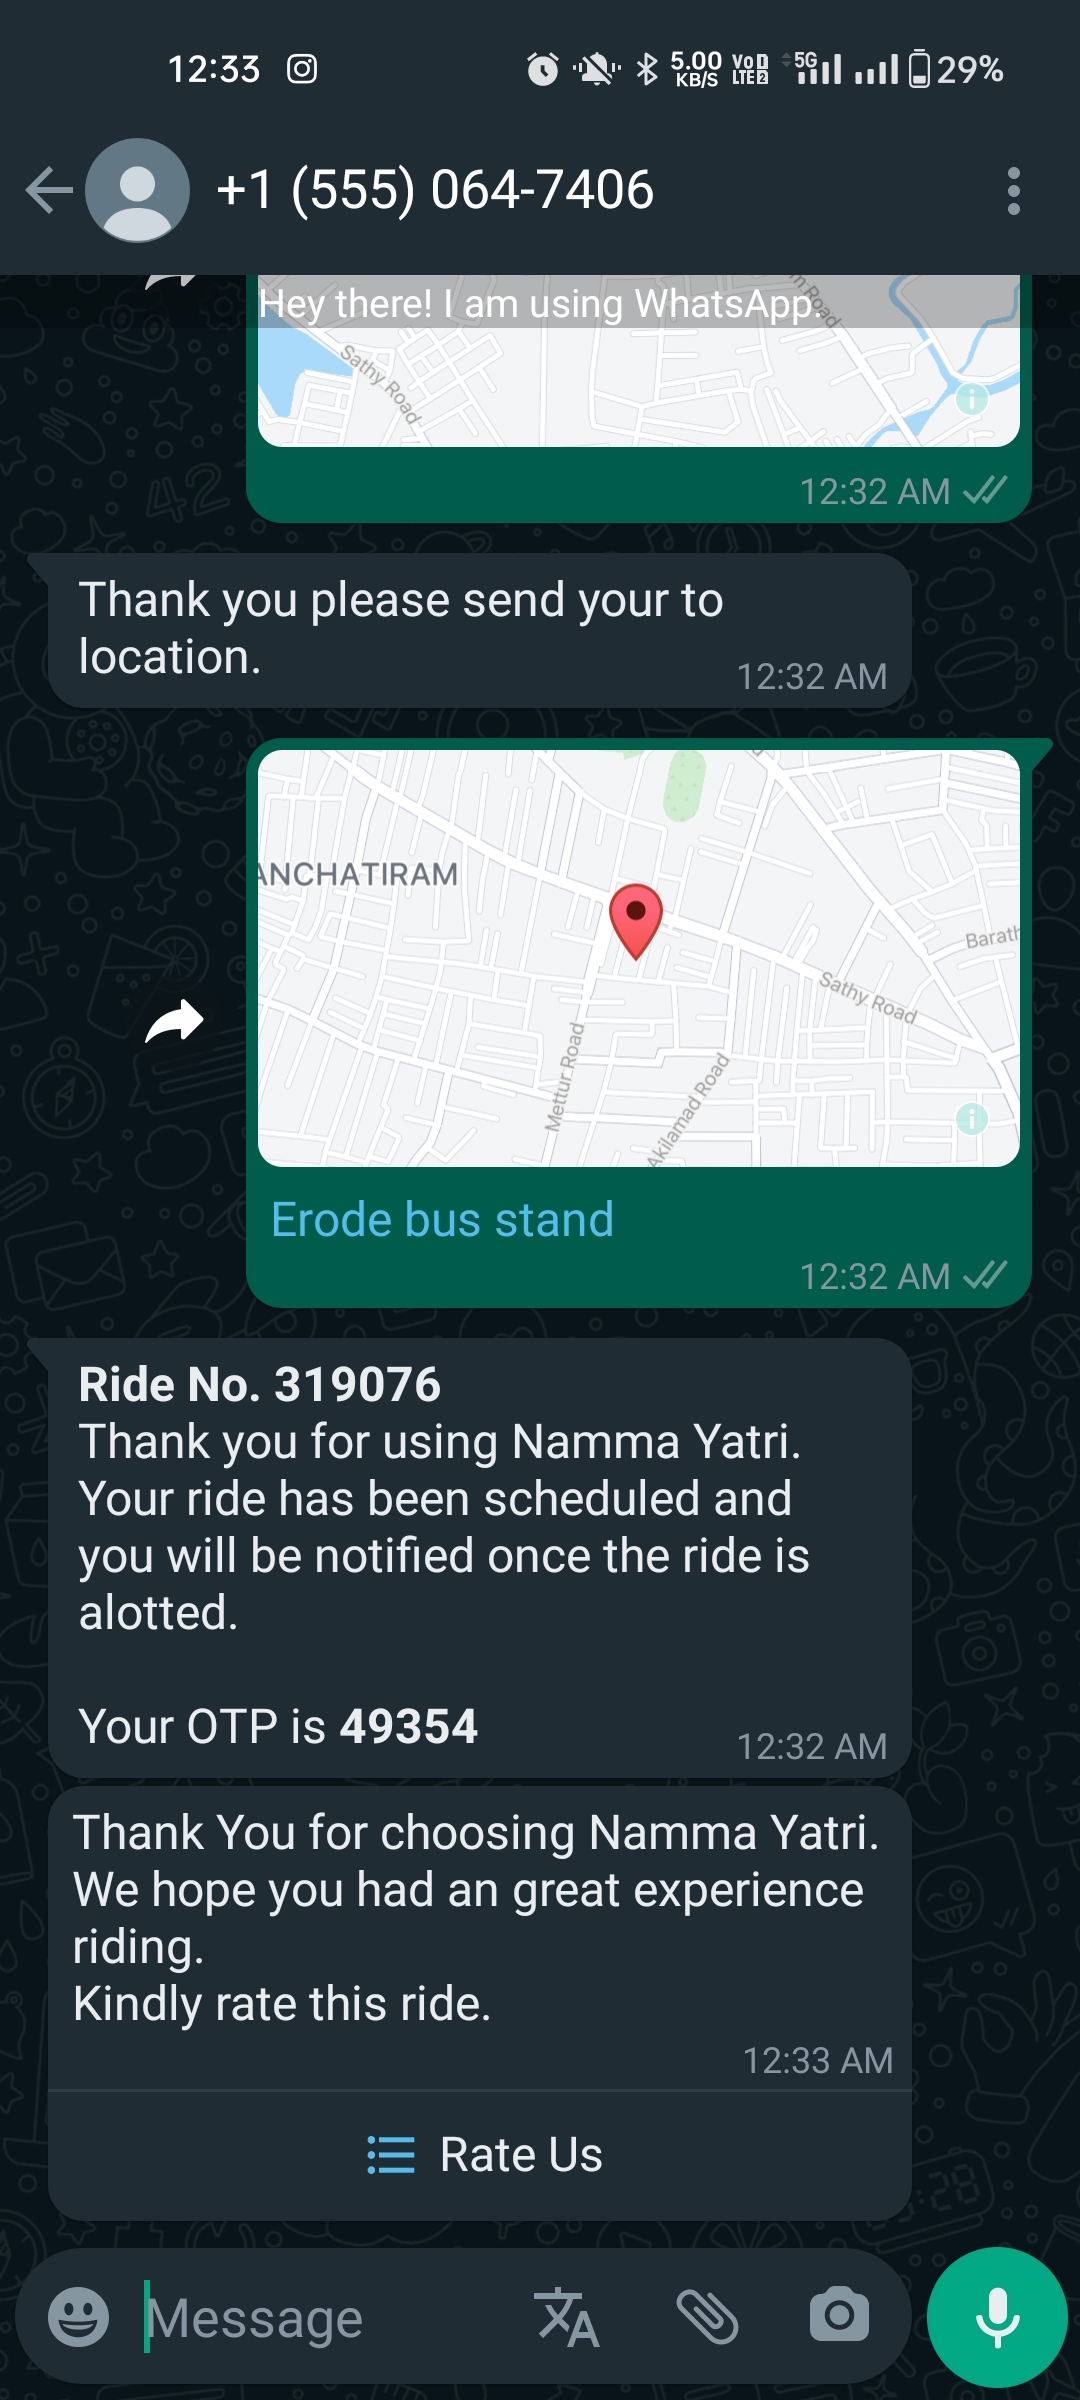 12:33
5.00 KB/S
Vo 1 LTE 2
5G
29%
+1 (555) 064-7406
Hey there! I am using WhatsApp.
m Road
Sathy Road
12:32 AM
Thank you please send your to
location.
12:32 AM
ANCHATIRAM
Barath
Sathy Road
Mettur Road
Akilamad Road
Erode bus stand
12:32 AM
Ride No. 319076
Thank you for using Namma Yatri.
Your ride has been scheduled and
you will be notified once the ride is
alotted.
Your OTP is 49354
12:32 AM
Thank You for choosing Namma Yatri.
We hope you had an great experience
riding.
Kindly rate this ride.
12:33 AM
Rate Us
Message